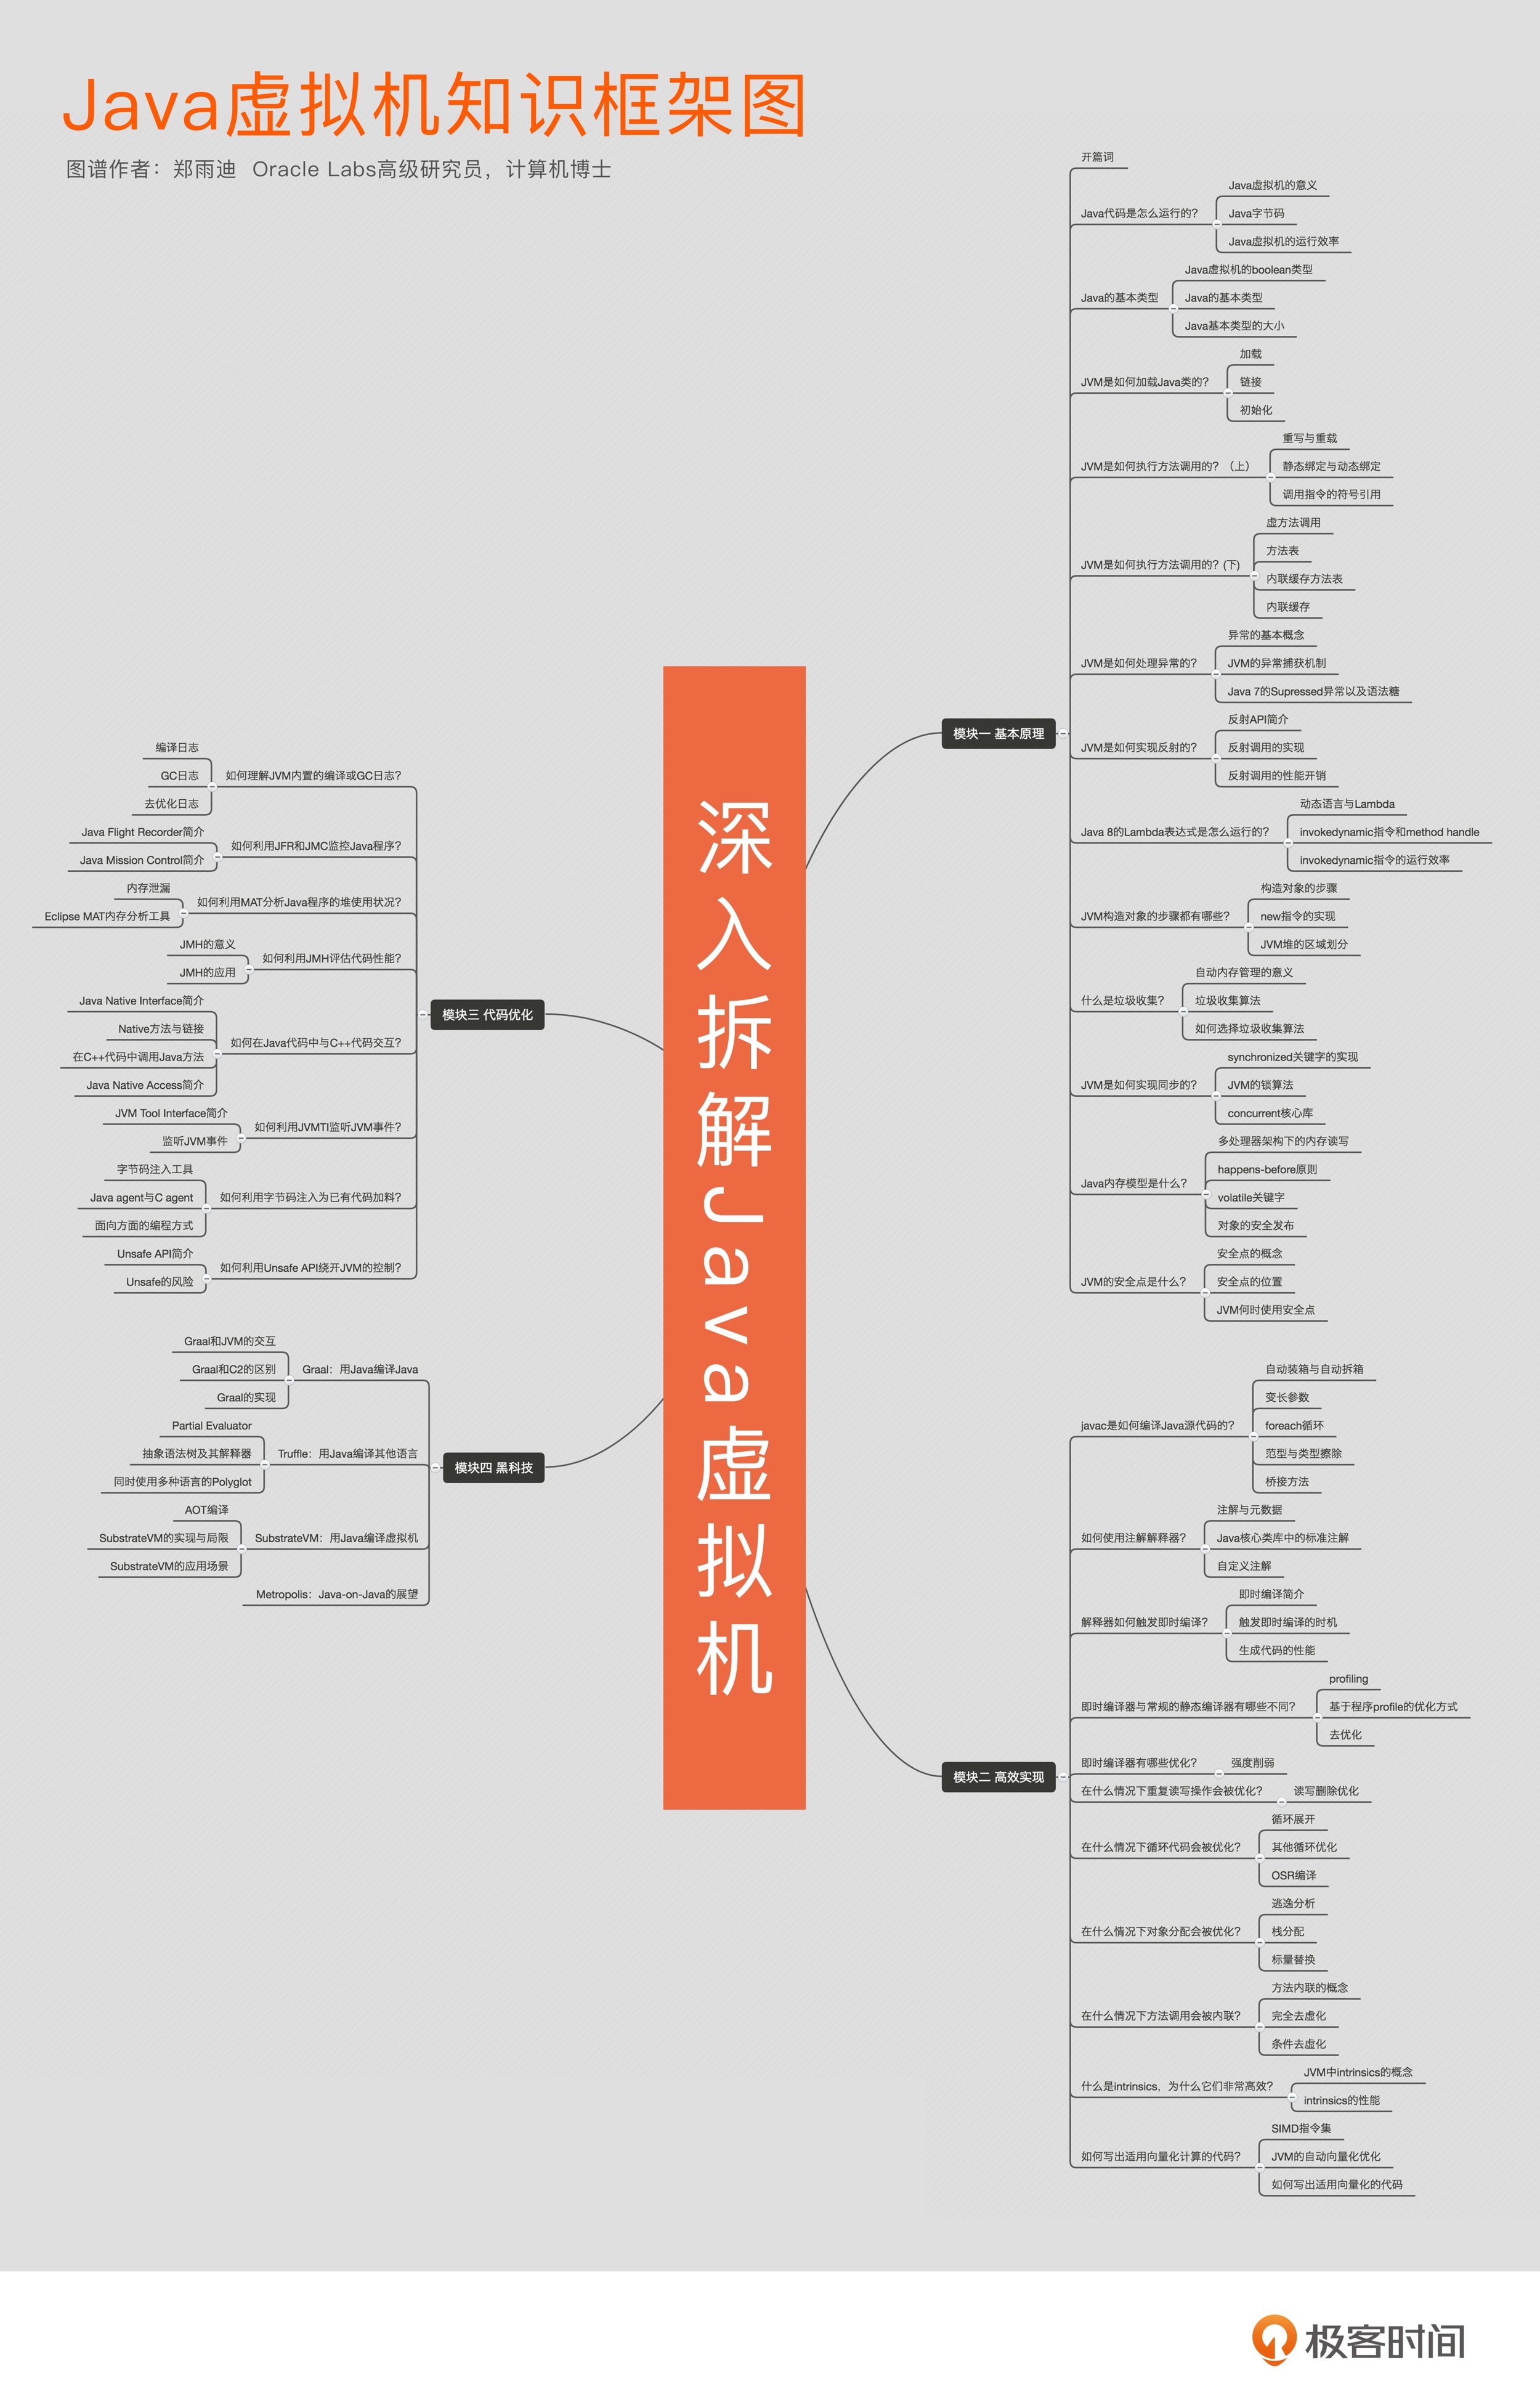 Java虚拟机知识框架图
图谱作者：郑雨迪 Oracle Labs高级研究员，计算机博士
深入拆解Java虚拟机
模块一 基本原理
开篇词
Java代码是怎么运行的？
Java虚拟机的意义
Java字节码
Java虚拟机的运行效率
Java的基本类型
Java虚拟机的boolean类型
Java的基本类型
Java基本类型的大小
JVM是如何加载Java类的？
加载
链接
初始化
JVM是如何执行方法调用的？（上）
重写与重载
静态绑定与动态绑定
调用指令的符号引用
JVM是如何执行方法调用的？(下)
虚方法调用
方法表
内联缓存方法表
内联缓存
JVM是如何处理异常的？
异常的基本概念
JVM的异常捕获机制
Java 7的Supressed异常以及语法糖
JVM是如何实现反射的？
反射API简介
反射调用的实现
反射调用的性能开销
Java 8的Lambda表达式是怎么运行的？
动态语言与Lambda
invokedynamic指令和method handle
invokedynamic指令的运行效率
JVM构造对象的步骤都有哪些？
构造对象的步骤
new指令的实现
JVM堆的区域划分
什么是垃圾收集？
自动内存管理的意义
垃圾收集算法
如何选择垃圾收集算法
JVM是如何实现同步的？
synchronized关键字的实现
JVM的锁算法
concurrent核心库
Java内存模型是什么？
多处理器架构下的内存读写
happens-before原则
volatile关键字
对象的安全发布
JVM的安全点是什么？
安全点的概念
安全点的位置
JVM何时使用安全点
模块二 高效实现
javac是如何编译Java源代码的？
自动装箱与自动拆箱
变长参数
foreach循环
范型与类型擦除
桥接方法
如何使用注解解释器？
注解与元数据
Java核心类库中的标准注解
自定义注解
解释器如何触发即时编译？
即时编译简介
触发即时编译的时机
生成代码的性能
即时编译器与常规的静态编译器有哪些不同？
profiling
基于程序profile的优化方式
去优化
即时编译器有哪些优化？
强度削弱
在什么情况下重复读写操作会被优化？
读写删除优化
在什么情况下循环代码会被优化？
循环展开
其他循环优化
OSR编译
在什么情况下对象分配会被优化？
逃逸分析
栈分配
标量替换
在什么情况下方法调用会被内联？
方法内联的概念
完全去虚化
条件去虚化
什么是intrinsics，为什么它们非常高效？
JVM中intrinsics的概念
intrinsics的性能
如何写出适用向量化计算的代码？
SIMD指令集
JVM的自动向量化优化
如何写出适用向量化的代码
模块三 代码优化
如何理解JVM内置的编译或GC日志？
编译日志
GC日志
去优化日志
如何利用JFR和JMC监控Java程序？
Java Flight Recorder简介
Java Mission Control简介
如何利用MAT分析Java程序的堆使用状况？
内存泄漏
Eclipse MAT内存分析工具
如何利用JMH评估代码性能？
JMH的意义
JMH的应用
如何在Java代码中与C++代码交互？
Java Native Interface简介
Native方法与链接
在C++代码中调用Java方法
Java Native Access简介
如何利用JVMTI监听JVM事件？
JVM Tool Interface简介
监听JVM事件
如何利用字节码注入为已有代码加料？
字节码注入工具
Java agent与C agent
面向方面的编程方式
如何利用Unsafe API绕开JVM的控制？
Unsafe API简介
Unsafe的风险
模块四 黑科技
Graal：用Java编译Java
Graal和JVM的交互
Graal和C2的区别
Graal的实现
Truffle：用Java编译其他语言
Partial Evaluator
抽象语法树及其解释器
同时使用多种语言的Polyglot
SubstrateVM：用Java编译虚拟机
AOT编译
SubstrateVM的实现与局限
SubstrateVM的应用场景
Metropolis：Java-on-Java的展望
极客时间